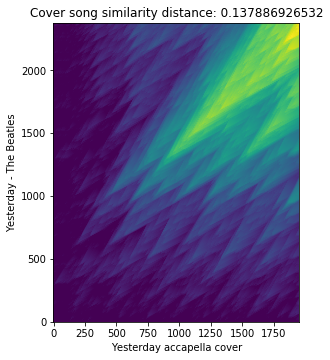 Cover song similarity distance: 0.137886926532
2000
1500
1000
500
0
Yesterday - The Beatles
0 250 500 750 1000 1250 1500 1750
Yesterday accapella cover